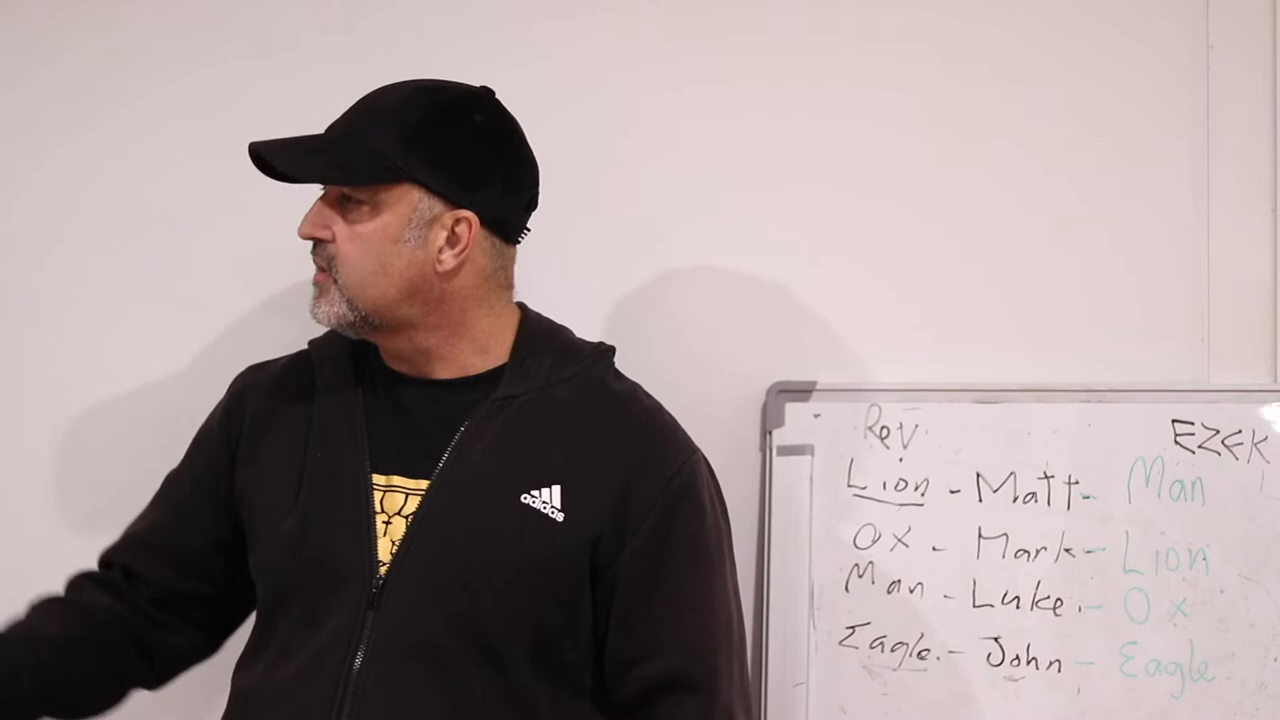 adidas
Rev.
EZEK
Lion - Matt - Man
Ox - Mark - Lion
Man - Luke. - Ox
Eagle. - John - Eagle